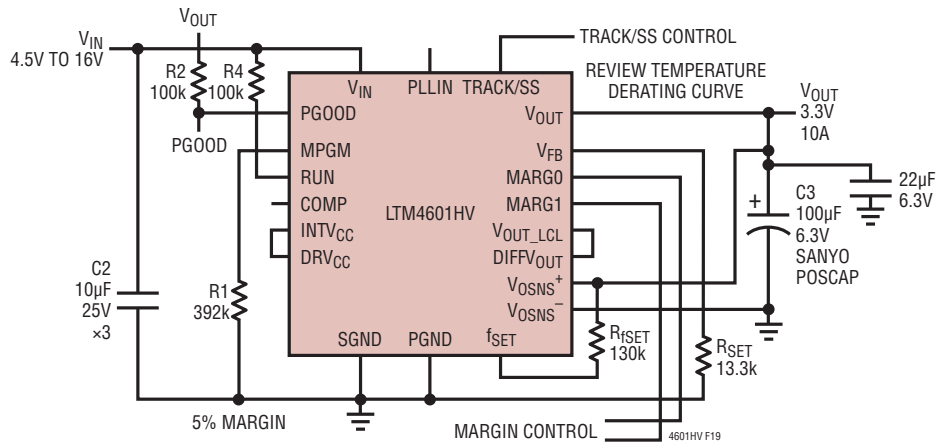 VOUT
VIN
4.5V TO 16V
R2
100k
R4
100k
PGOOD
VIN
PLLIN
TRACK/SS
TRACK/SS CONTROL
REVIEW TEMPERATURE
DERATING CURVE
PGOOD
MPGM
RUN
COMP
INTVCC
DRVCC
LTM4601HV
VOUT
VFB
MARG0
MARG1
VOUT_LCL
DIFFVOUT
VOSNS+
VOSNS–
SGND
PGND
fSET
VOUT
3.3V
10A
C3
100µF
6.3V
SANYO
POSCAP
+
22µF
6.3V
C2
10µF
25V
×3
R1
392k
RfSET
130k
RSET
13.3k
5% MARGIN
MARGIN CONTROL
4601HV F19